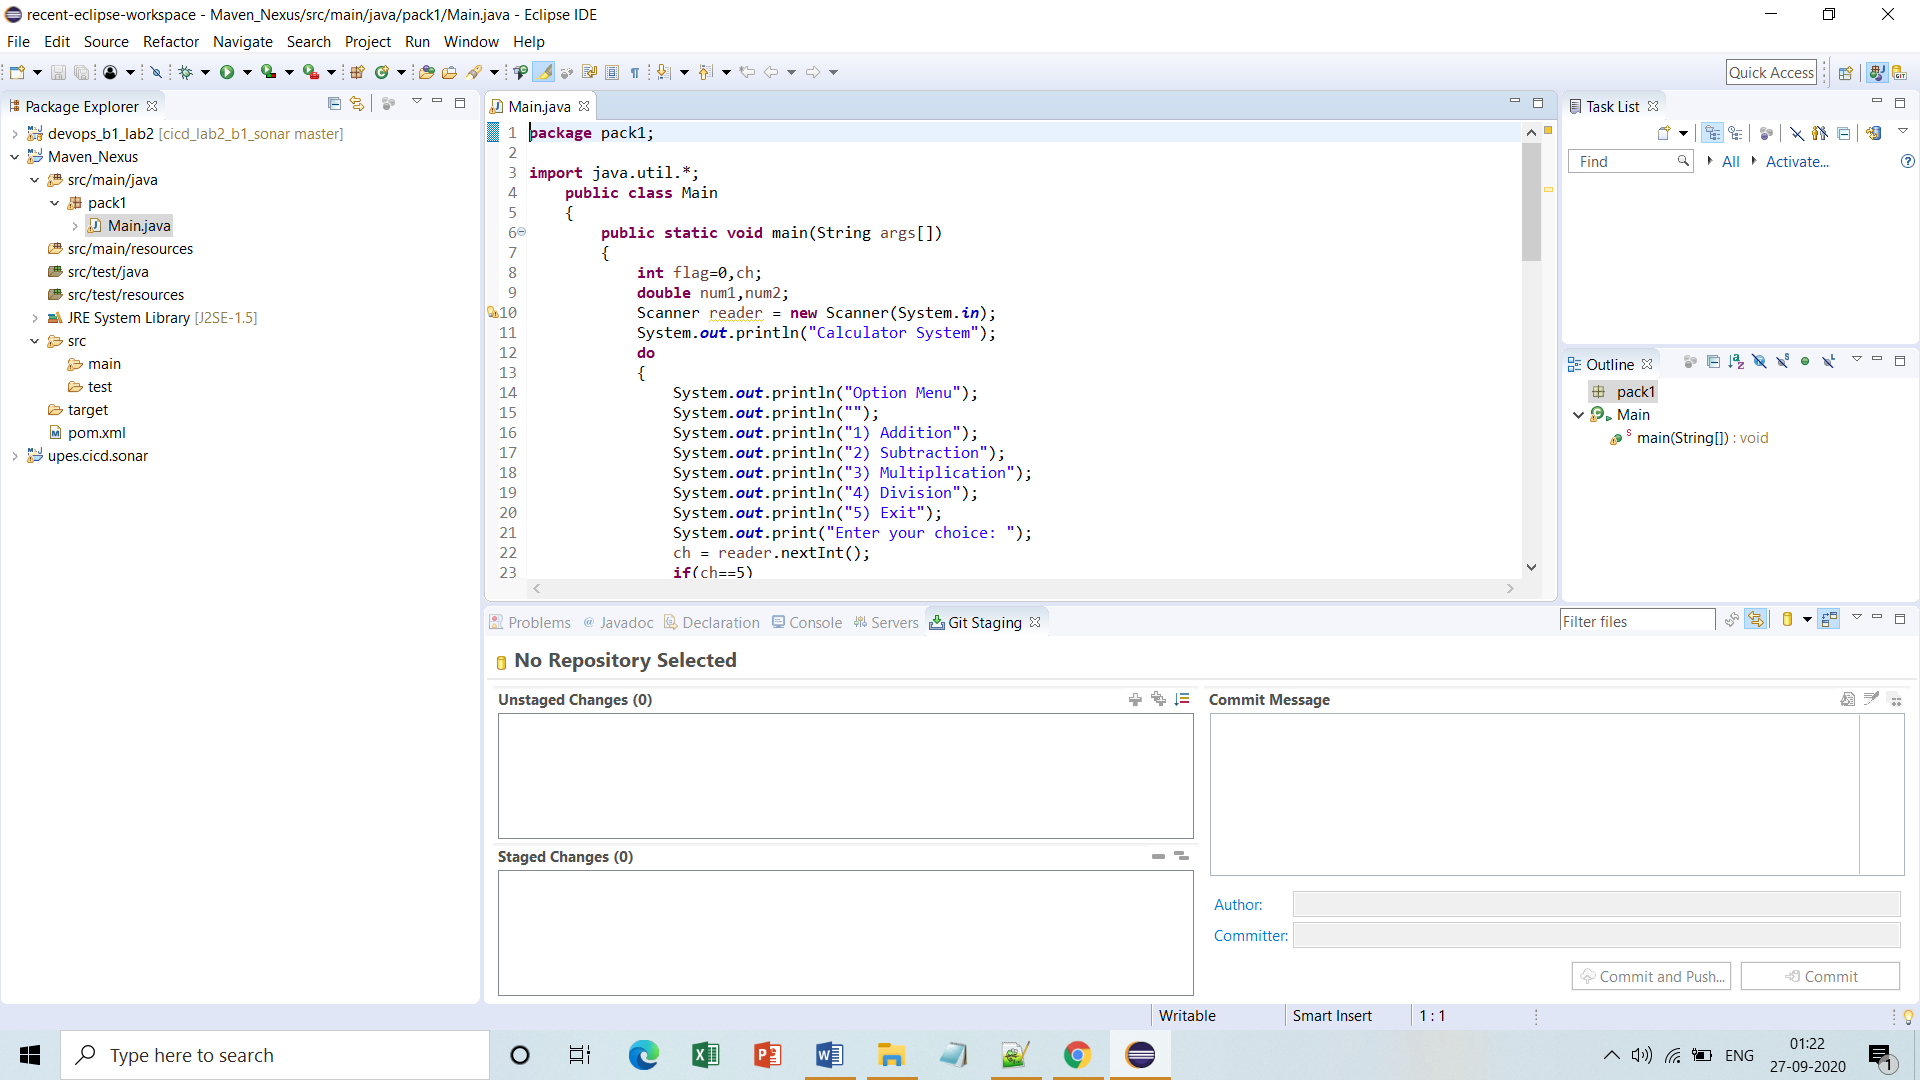 recent-eclipse-workspace - Maven_Nexus/src/main/java/pack1/Main.java - Eclipse IDE
File Edit Source Refactor Navigate Search Project Run Window Help
Quick Access
Package Explorer
devops_b1_lab2 [cicd_lab2_b1_sonar master]
Maven_Nexus
src/main/java
pack1
Main.java
src/main/resources
src/test/java
src/test/resources
JRE System Library [J2SE-1.5]
src
main
test
target
pom.xml
upes.cicd.sonar
Main.java
1 package pack1;
2
3 import java.util.*;
4 public class Main
5 {
6 public static void main(String args[])
7 {
8 int flag=0,ch;
9 double num1,num2;
10 Scanner reader = new Scanner(System.in);
11 System.out.println("Calculator System");
12 do
13 {
14 System.out.println("Option Menu");
15 System.out.println("");
16 System.out.println("1) Addition");
17 System.out.println("2) Subtraction");
18 System.out.println("3) Multiplication");
19 System.out.println("4) Division");
20 System.out.println("5) Exit");
21 System.out.print("Enter your choice: ");
22 ch = reader.nextInt();
23 if(ch==5)
Task List
Find All Activate...
Outline
pack1
Main
main(String[]) : void
Problems @ Javadoc Declaration Console Servers Git Staging
Filter files
No Repository Selected
Unstaged Changes (0)
Staged Changes (0)
Commit Message
Author:
Committer:
Commit and Push... Commit
Writable Smart Insert 1 : 1
Type here to search
ENG
01:22
27-09-2020
1